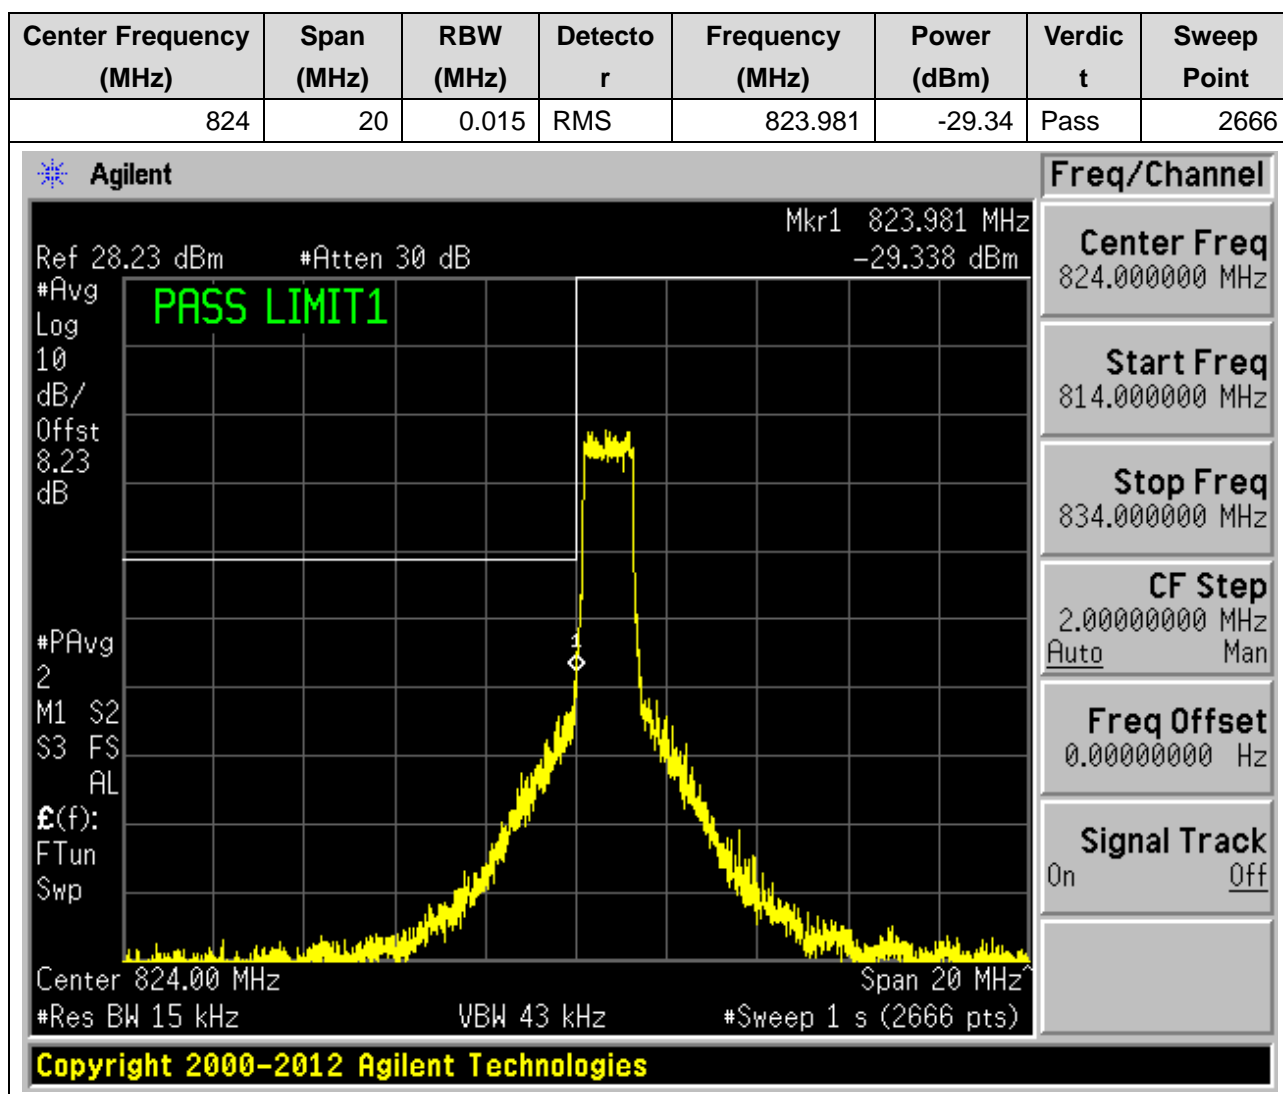 Center Frequency (MHz) Span (MHz) RBW (MHz) Detector Frequency (MHz) Power (dBm) Verdict Sweep Point
824 20 0.015 RMS 823.981 -29.34 Pass 2666
Agilent
Freq/Channel
Mkr1 823.981 MHz
Ref 28.23 dBm #Atten 30 dB -29.338 dBm
#Avg
Log
10
dB/
Offst
8.23
dB
PASS LIMIT1
1
#PAvg
2
M1 S2
S3 FS
AL
£(f):
FTun
Swp
Center 824.00 MHz Span 20 MHz^
#Res BW 15 kHz VBW 43 kHz #Sweep 1 s (2666 pts)
Center Freq
824.000000 MHz
Start Freq
814.000000 MHz
Stop Freq
834.000000 MHz
CF Step
2.00000000 MHz
Auto Man
Freq Offset
0.00000000 Hz
Signal Track
On Off
Copyright 2000-2012 Agilent Technologies